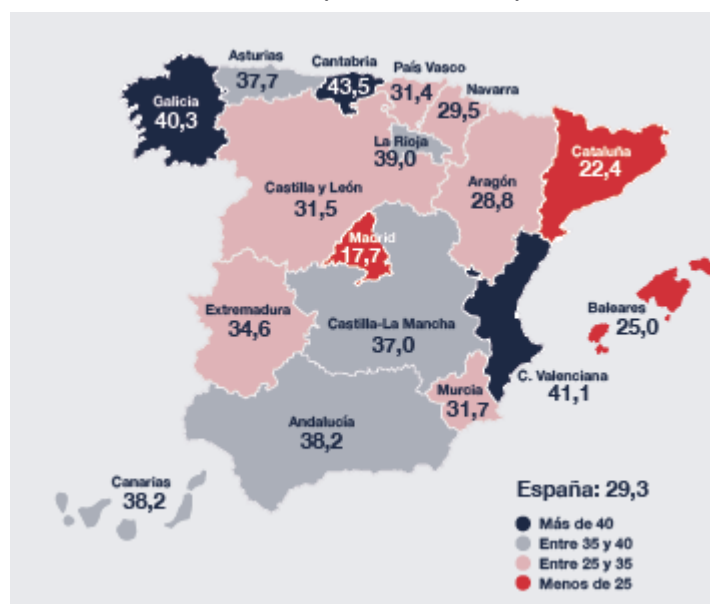 Asturias
37,7
Cantabria
43,5
País Vasco
31,4
Navarra
29,5
Galicia
40,3
La Rioja
39,0
Cataluña
22,4
Castilla y León
31,5
Aragón
28,8
Madrid
17,7
Extremadura
34,6
Castilla-La Mancha
37,0
Baleares
25,0
C. Valenciana
41,1
Murcia
31,7
Andalucía
38,2
Canarias
38,2
España: 29,3
Más de 40
Entre 35 y 40
Entre 25 y 35
Menos de 25